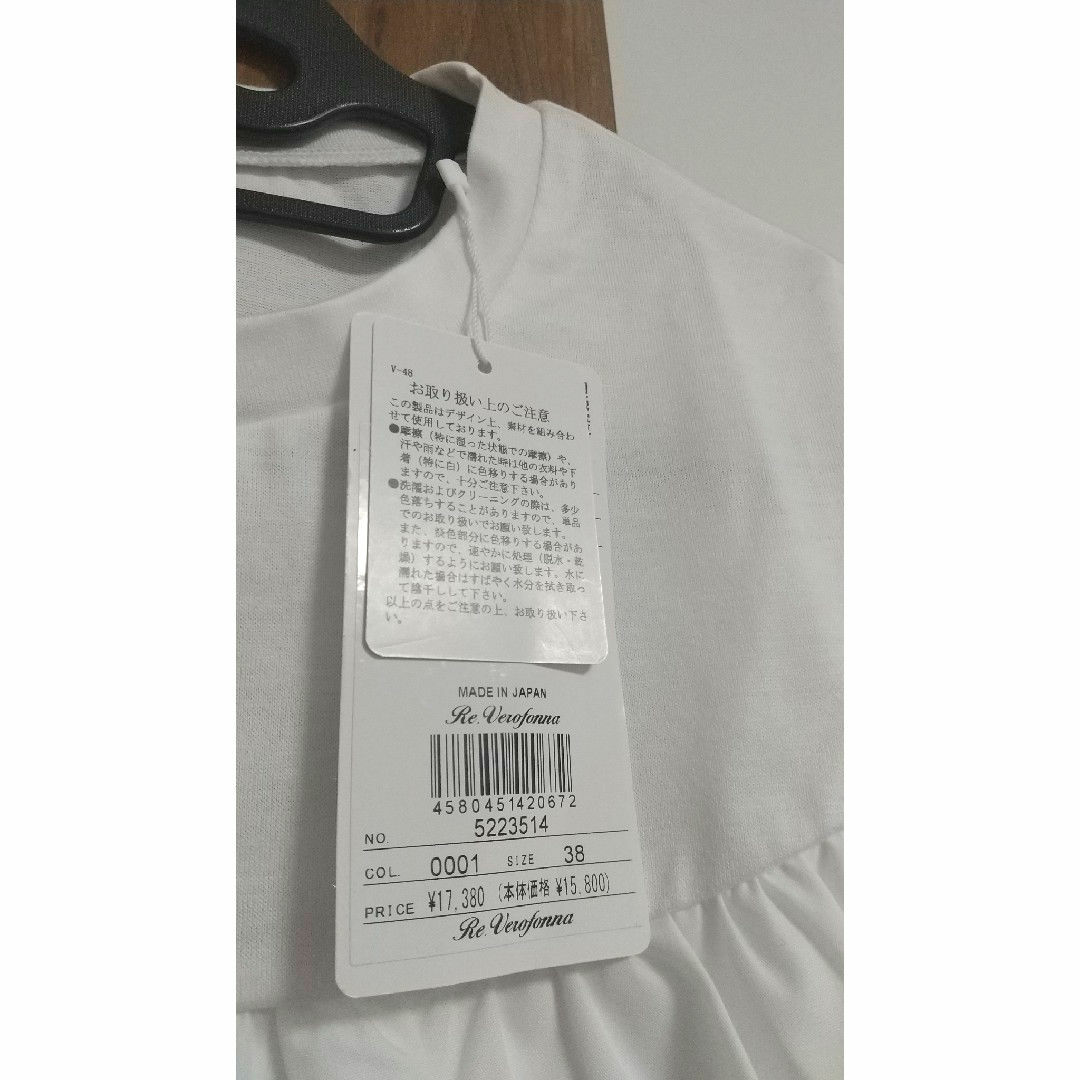 V-48
お取り扱い上のご注意
この製品はデザイン上、素材を組み合わ
せて使用しております。
●摩擦（特に湿った状態での摩擦）や、
汗や雨などで濡れた時は他の衣料や下
着（特に白）に色移りする場合があり
ますので、十分ご注意下さい。
●洗濯およびクリーニングの際は、多少
色落ちすることがありますので、単品
でのお取り扱いでお願い致します。
また、淡色部分に色移りする場合があ
りますので、速やかに処理（脱水・乾
燥）するようにお願い致します。水に
濡れた場合はすばやく水分を拭き取っ
て陰干しして下さい。
以上の点をご注意の上、お取り扱い下さ
い。
MADE IN JAPAN
Re.Verofonna
4580451420672
NO. 5223514
COL. 0001 SIZE 38
PRICE ¥17,380 (本体価格 ¥15,800)
Re.Verofonna